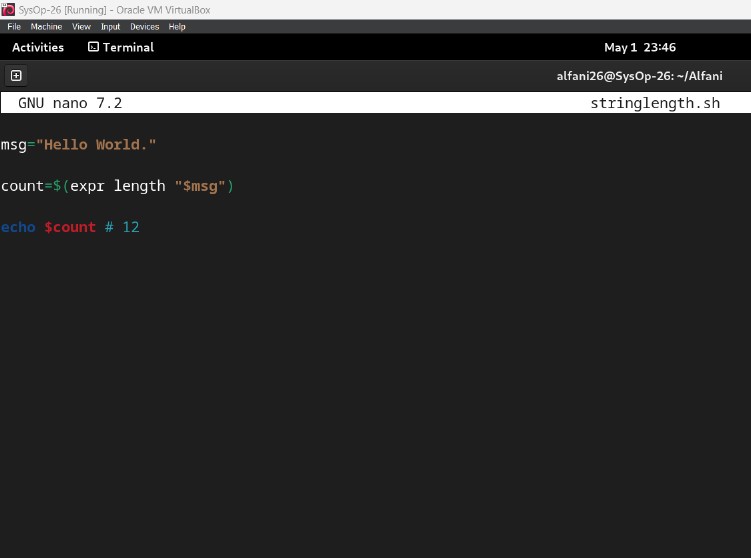 SysOp-26 [Running] - Oracle VM VirtualBox
File Machine View Input Devices Help
Activities Terminal May 1 23:46
alfani26@SysOp-26: ~/Alfani
GNU nano 7.2 stringlength.sh
msg="Hello World."
count=$(expr length "$msg")
echo $count # 12